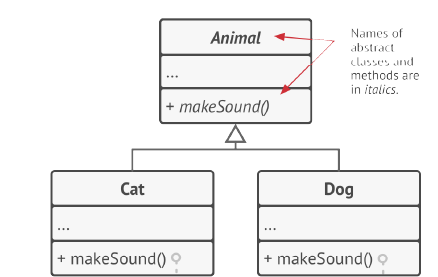 Animal
...
+ makeSound()
Names of
abstract
classes and
methods are
in italics.
Cat
...
+ makeSound()
Dog
...
+ makeSound()